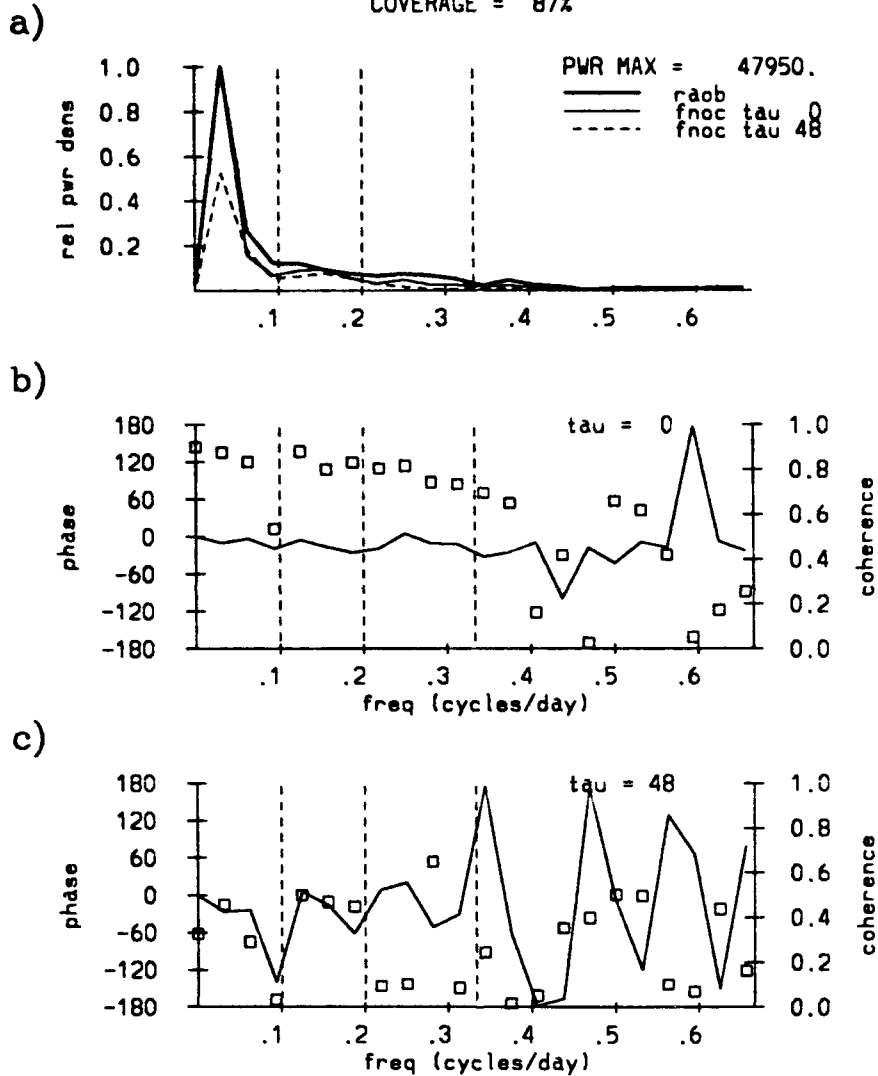 COVERAGE = 87%
a)
PWR MAX = 47950.
raob
fnoc tau 0
fnoc tau 48
rel pwr dens
1.0
0.8
0.6
0.4
0.2
.1 .2 .3 .4 .5 .6
b)
tau = 0
phase
180
120
60
0
-60
-120
-180
1.0
0.8
0.6
0.4
0.2
0.0
coherence
.1 .2 .3 .4 .5 .6
freq (cycles/day)
c)
tau = 48
phase
180
120
60
0
-60
-120
-180
1.0
0.8
0.6
0.4
0.2
0.0
coherence
.1 .2 .3 .4 .5 .6
freq (cycles/day)